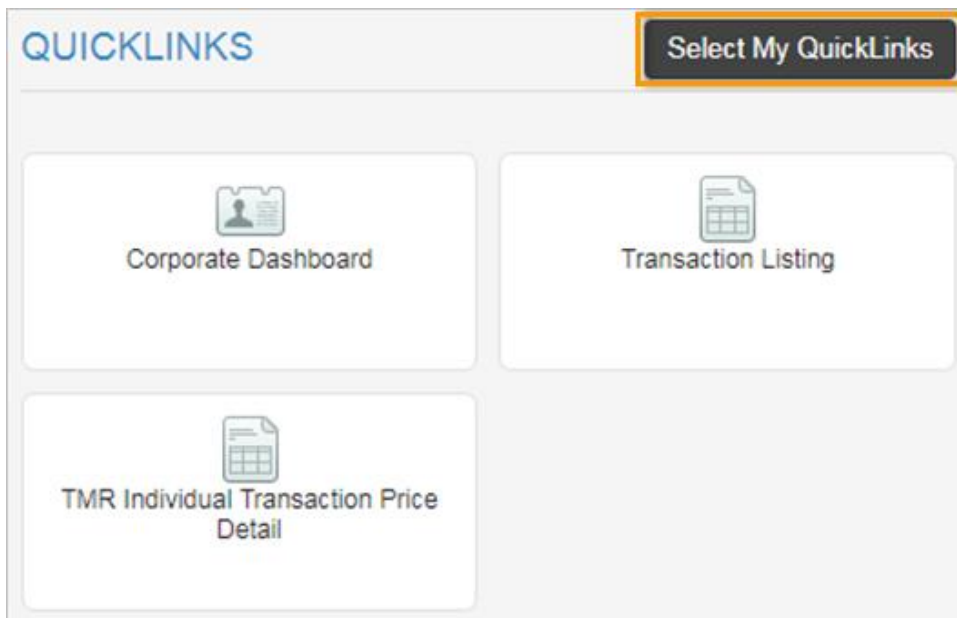 QUICKLINKS
Select My QuickLinks
Corporate Dashboard
Transaction Listing
TMR Individual Transaction Price
Detail